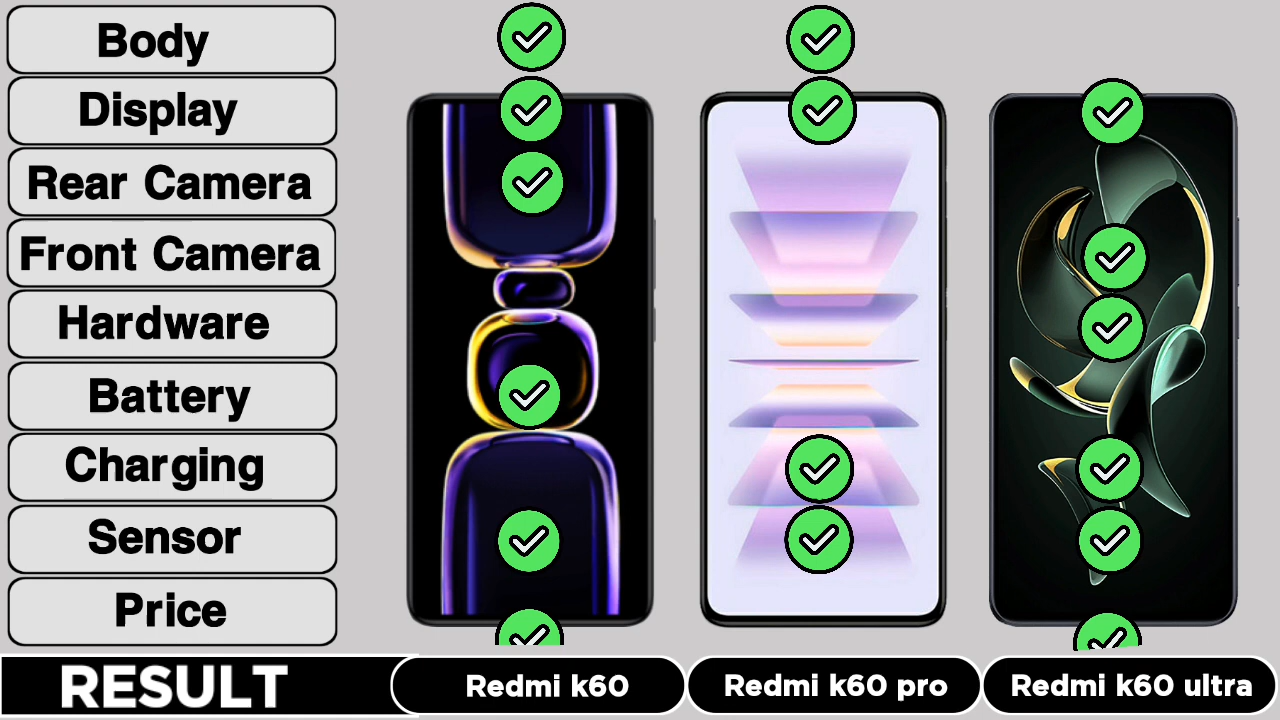 Body
Display
Rear Camera
Front Camera
Hardware
Battery
Charging
Sensor
Price
RESULT
Redmi k60
Redmi k60 pro
Redmi k60 ultra